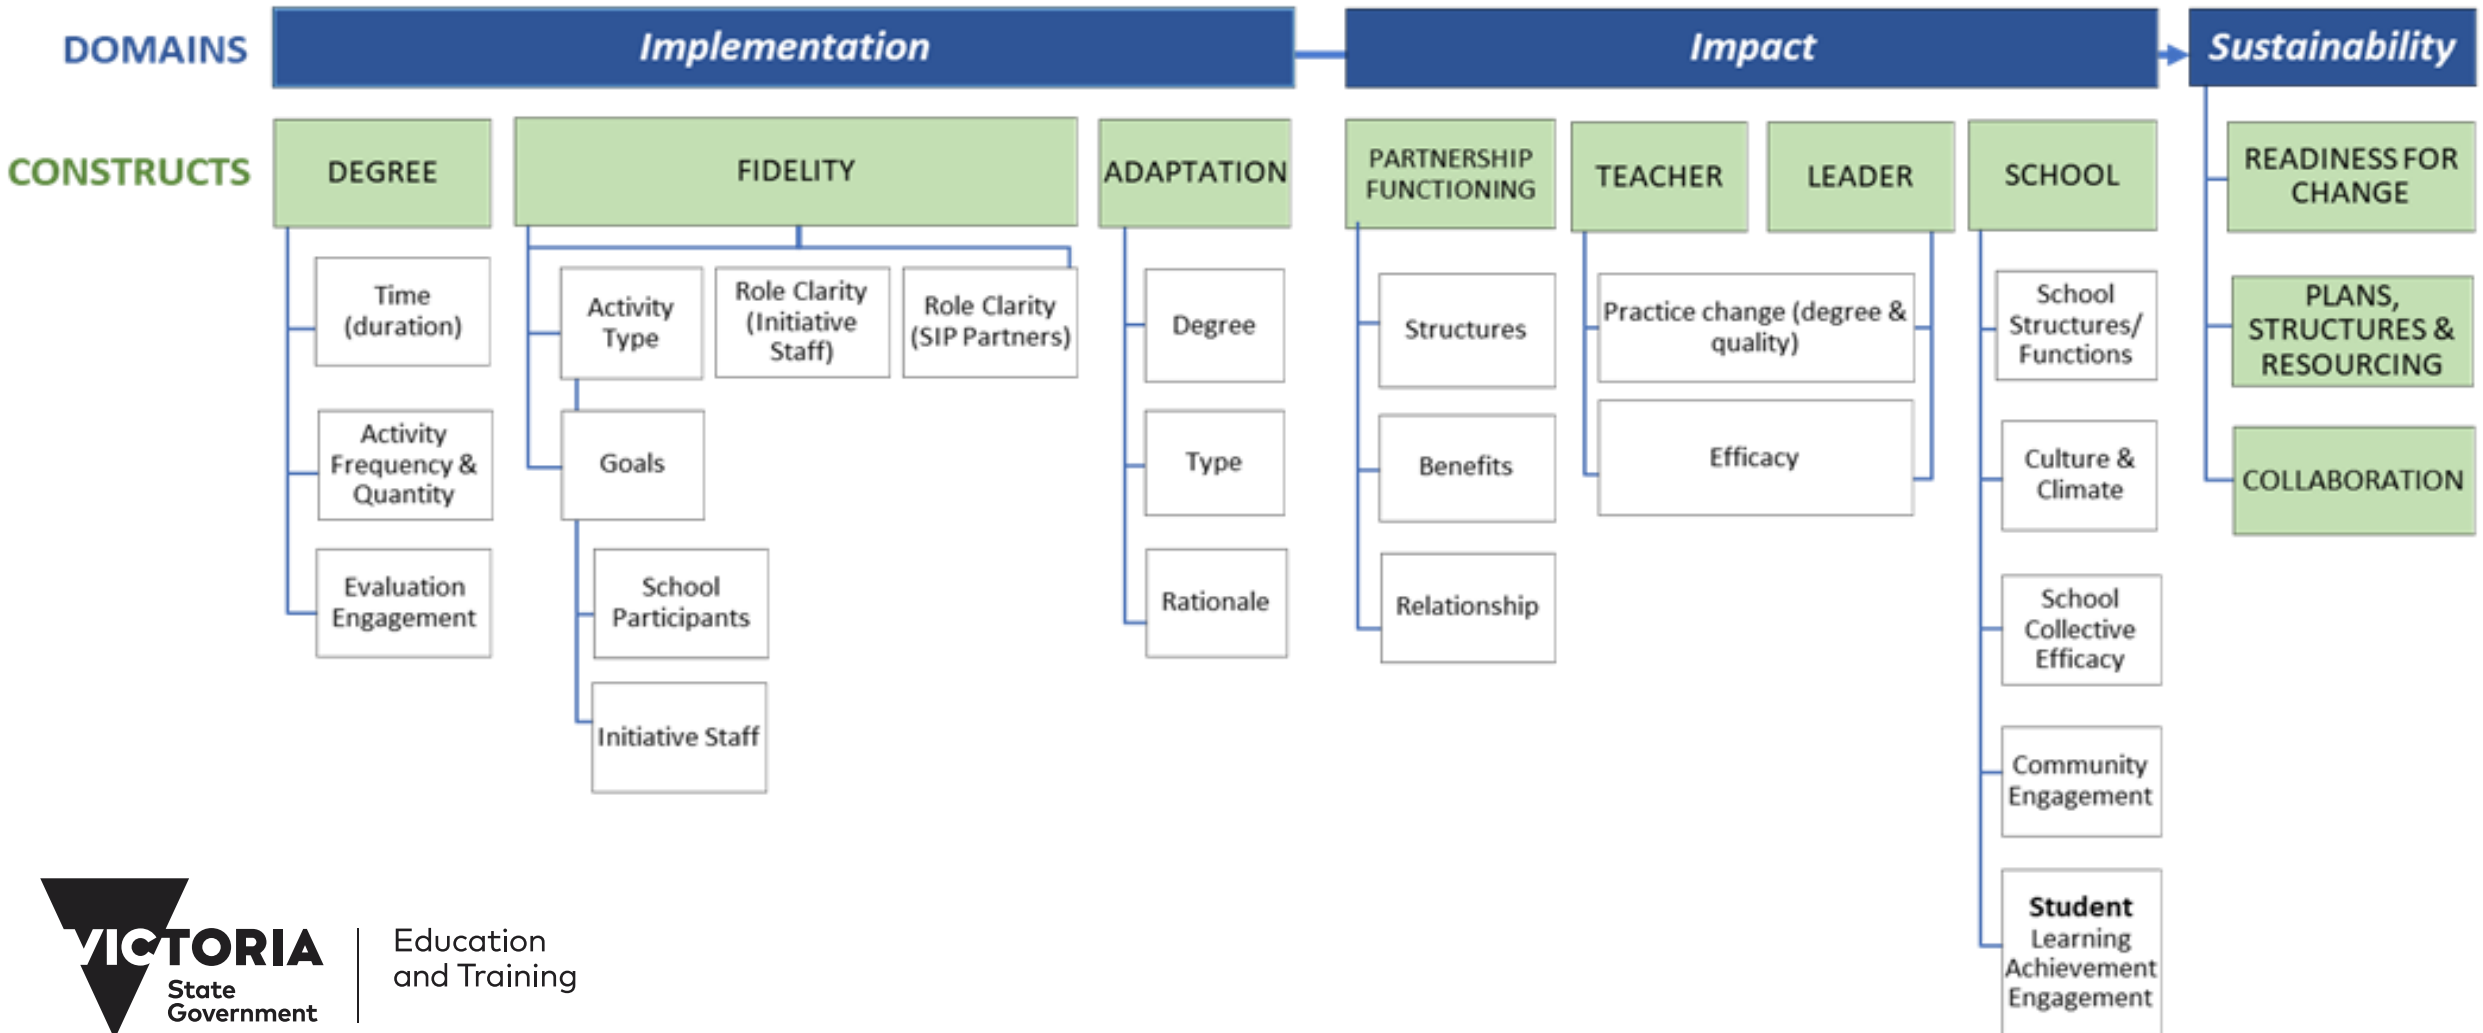 DOMAINS
Implementation
Impact
Sustainability
CONSTRUCTS
DEGREE
Time
(duration)
Activity
Frequency &
Quantity
Evaluation
Engagement
FIDELITY
Activity
Type
Role Clarity
(Initiative
Staff)
Role Clarity
(SIP Partners)
Goals
School
Participants
Initiative Staff
ADAPTATION
Degree
Type
Rationale
PARTNERSHIP
FUNCTIONING
Structures
Benefits
Relationship
TEACHER
LEADER
Practice change (degree &
quality)
Efficacy
SCHOOL
School
Structures/
Functions
Culture &
Climate
School
Collective
Efficacy
Community
Engagement
Student
Learning
Achievement
Engagement
READINESS FOR
CHANGE
PLANS,
STRUCTURES &
RESOURCING
COLLABORATION
VICTORIA
State
Government
Education
and Training